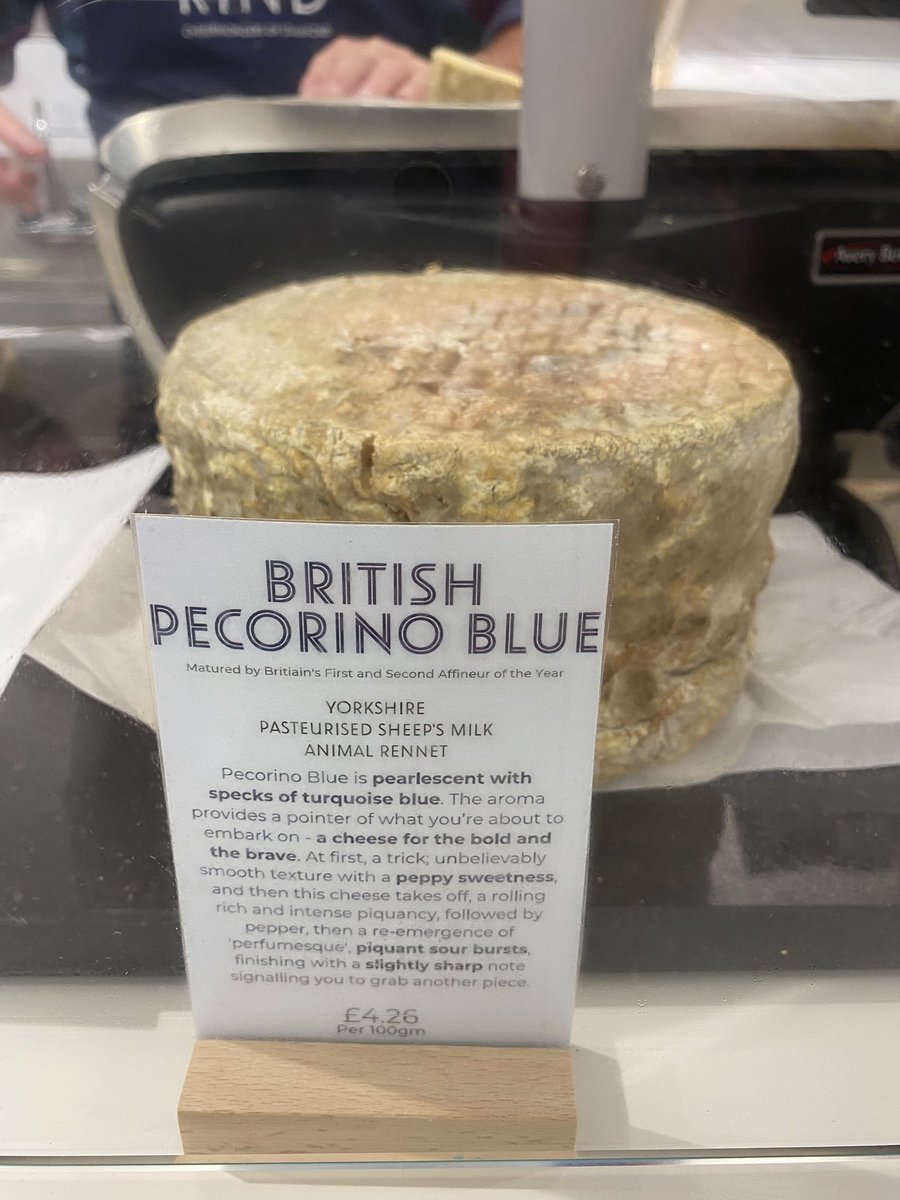 BRITISH
PECORINO BLUE
Matured by Britiain's First and Second Affineur of the Year
YORKSHIRE
PASTEURISED SHEEP'S MILK
ANIMAL RENNET
Pecorino Blue is pearlescent with
specks of turquoise blue. The aroma
provides a pointer of what you're about to
embark on - a cheese for the bold and
the brave. At first, a trick; unbelievably
smooth texture with a peppy sweetness,
and then this cheese takes off, a rolling
rich and intense piquancy, followed by
pepper, then a re-emergence of
'perfumesque', piquant sour bursts,
finishing with a slightly sharp note
signalling you to grab another piece.
£4.26
Per 100gm
Avery